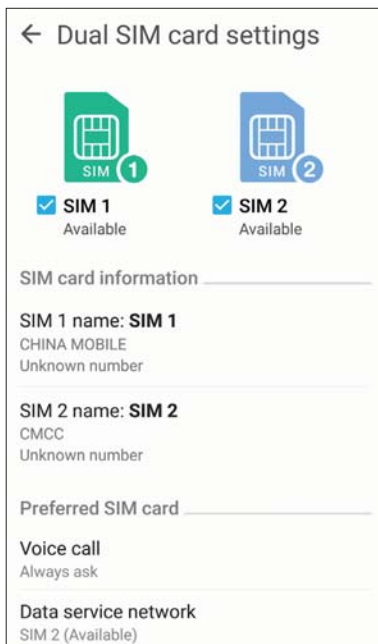 ← Dual SIM card settings
SIM 1
SIM 2
SIM 1
SIM 2
Available
Available
SIM card information
SIM 1 name: SIM 1
CHINA MOBILE
Unknown number
SIM 2 name: SIM 2
CMCC
Unknown number
Preferred SIM card
Voice call
Always ask
Data service network
SIM 2 (Available)